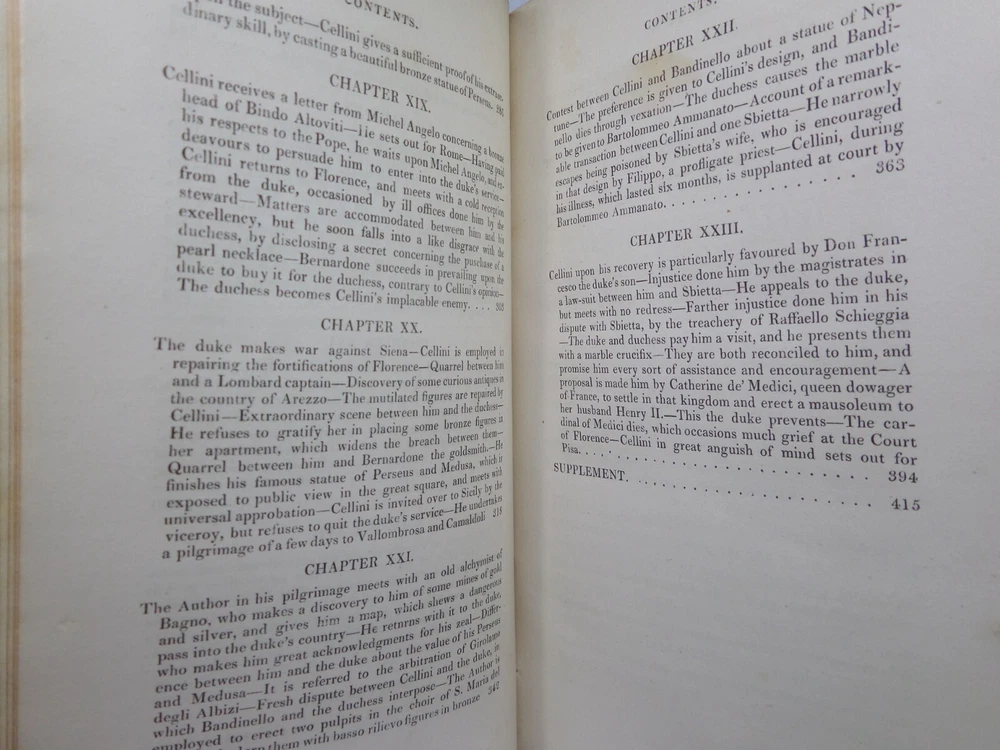 CONTENTS.
the subject—Cellini gives a sufficient proof of his extraor-
dinary skill, by casting a beautiful bronze statue of Perseus.
CHAPTER XIX.
Cellini receives a letter from Michel Angelo concerning a bronze
head of Bindo Altoviti—He sets out for Rome—Having paid
his respects to the Pope, he waits upon Michel Angelo, and en-
deavours to persuade him to enter into the duke's service—
Cellini returns to Florence, and meets with a cold reception
from the duke, occasioned by ill offices done him by the
steward—Matters are accommodated between him and his
excellency, but he soon falls into a like disgrace with the
duchess, by disclosing a secret concerning the puschase of a
pearl necklace—Bernardone succeeds in prevailing upon the
duke to buy it for the duchess, contrary to Cellini's opinion—
The duchess becomes Cellini's implacable enemy. . . .
CHAPTER XX.
The duke makes war against Siena—Cellini is employed in
repairing the fortifications of Florence—Quarrel between him
and a Lombard captain—Discovery of some curious antiques in
the country of Arezzo—The mutilated figures are repaired by
Cellini—Extraordinary scene between him and the duchess—
He refuses to gratify her in placing some bronze figures in
her apartment, which widens the breach between them—
Quarrel between him and Bernardone the goldsmith—He
finishes his famous statue of Perseus and Medusa, which is
exposed to public view in the great square, and meets with
universal approbation—Cellini is invited over to Sicily by the
viceroy, but refuses to quit the duke's service—He undertakes
a pilgrimage of a few days to Vallombrosa and Camaldoli
CHAPTER XXI.
The Author in his pilgrimage meets with an old alchymist of
Bagno, who makes a discovery to him of some mines of gold
and silver, and gives him a map, which shews a dangerous
pass into the duke's country—He returns with it to the duke,
who makes him great acknowledgments for his zeal—Differ-
ence between him and the duke about the value of his Perseus
and Medusa—It is referred to the arbitration of Girolamo
degli Albizi—Fresh dispute between Cellini and the duke, in
which Bandinello and the duchess interpose—The Author is
employed to erect two pulpits in the choir of S. Maria del
them with basso rilievo figures in bronze 342
CONTENTS.
CHAPTER XXII.
Contest between Cellini and Bandinello about a statue of Nep-
tune—The preference is given to Cellini's design, and Bandi-
nello dies through vexation—The duchess causes the marble
to be given to Bartolommeo Ammanato—Account of a remark-
able transaction between Cellini and one Sbietta—He narrowly
escapes being poisoned by Sbietta's wife, who is encouraged
in that design by Filippo, a profligate priest—Cellini, during
his illness, which lasted six months, is supplanted at court by
Bartolommeo Ammanato. . . . . . . . . . . . . . . 363
CHAPTER XXIII.
Cellini upon his recovery is particularly favoured by Don Fran-
cesco the duke's son—Injustice done him by the magistrates in
a law-suit between him and Sbietta—He appeals to the duke,
but meets with no redress—Farther injustice done him in his
dispute with Sbietta, by the treachery of Raffaello Schieggia
—The duke and duchess pay him a visit, and he presents them
with a marble crucifix—They are both reconciled to him, and
promise him every sort of assistance and encouragement—A
proposal is made him by Catherine de' Medici, queen dowager
of France, to settle in that kingdom and erect a mausoleum to
her husband Henry II.—This the duke prevents—The car-
dinal of Medici dies, which occasions much grief at the Court
of Florence—Cellini in great anguish of mind sets out for
Pisa. . . . . . . . . . . . . . . . . . . . . . . 394
SUPPLEMENT. . . . . . . . . . . . . . . . . . . . . 415